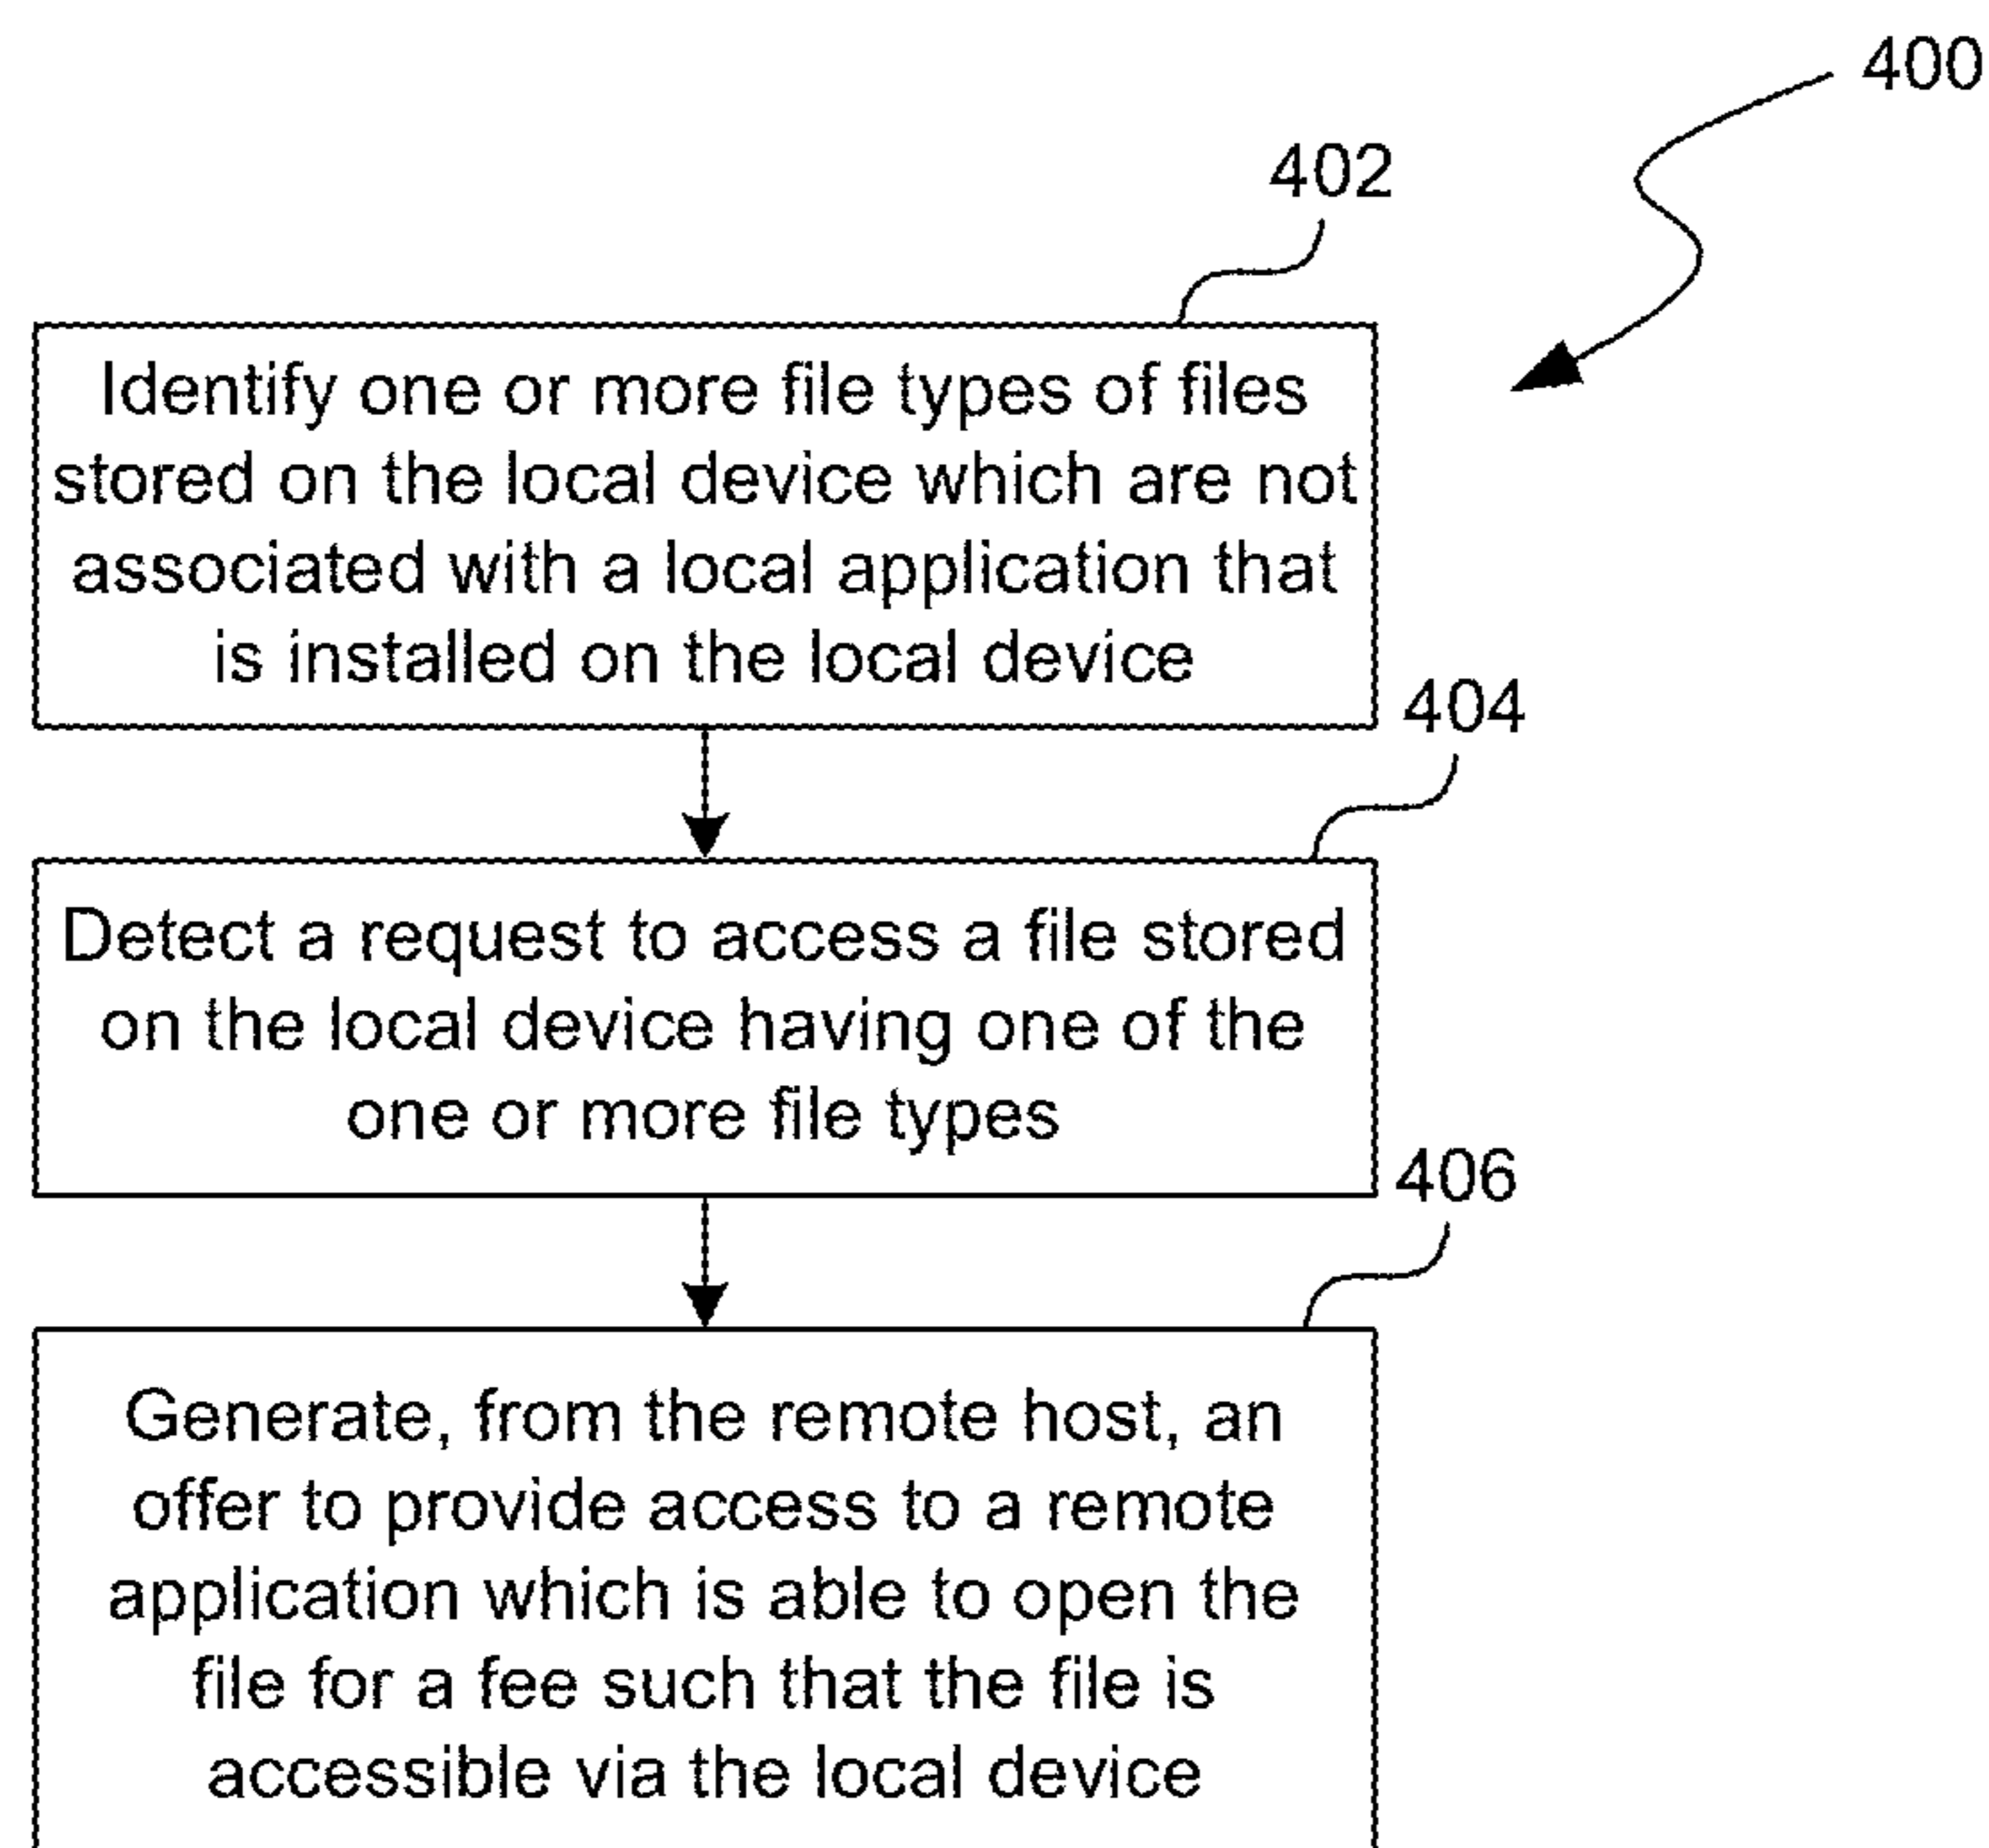 400
402
Identify one or more file types of files
stored on the local device which are not
associated with a local application that
is installed on the local device
404
Detect a request to access a file stored
on the local device having one of the
one or more file types
406
Generate, from the remote host, an
offer to provide access to a remote
application which is able to open the
file for a fee such that the file is
accessible via the local device